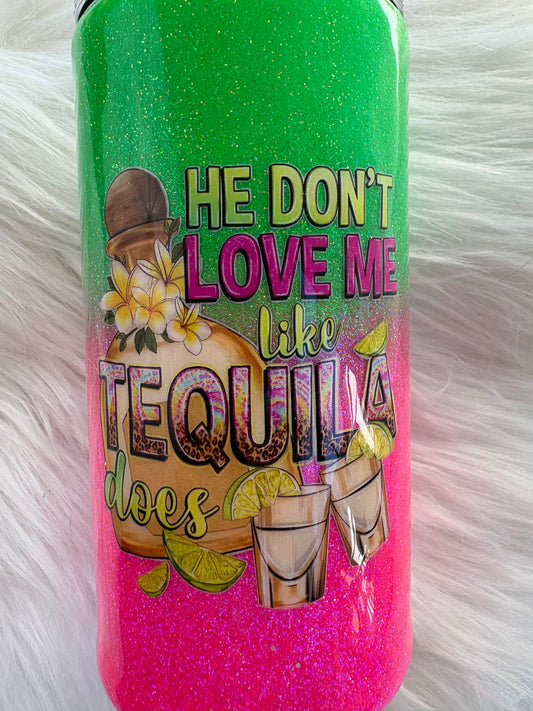 HE DON'T
LOVE ME
like
TEQUILA
does